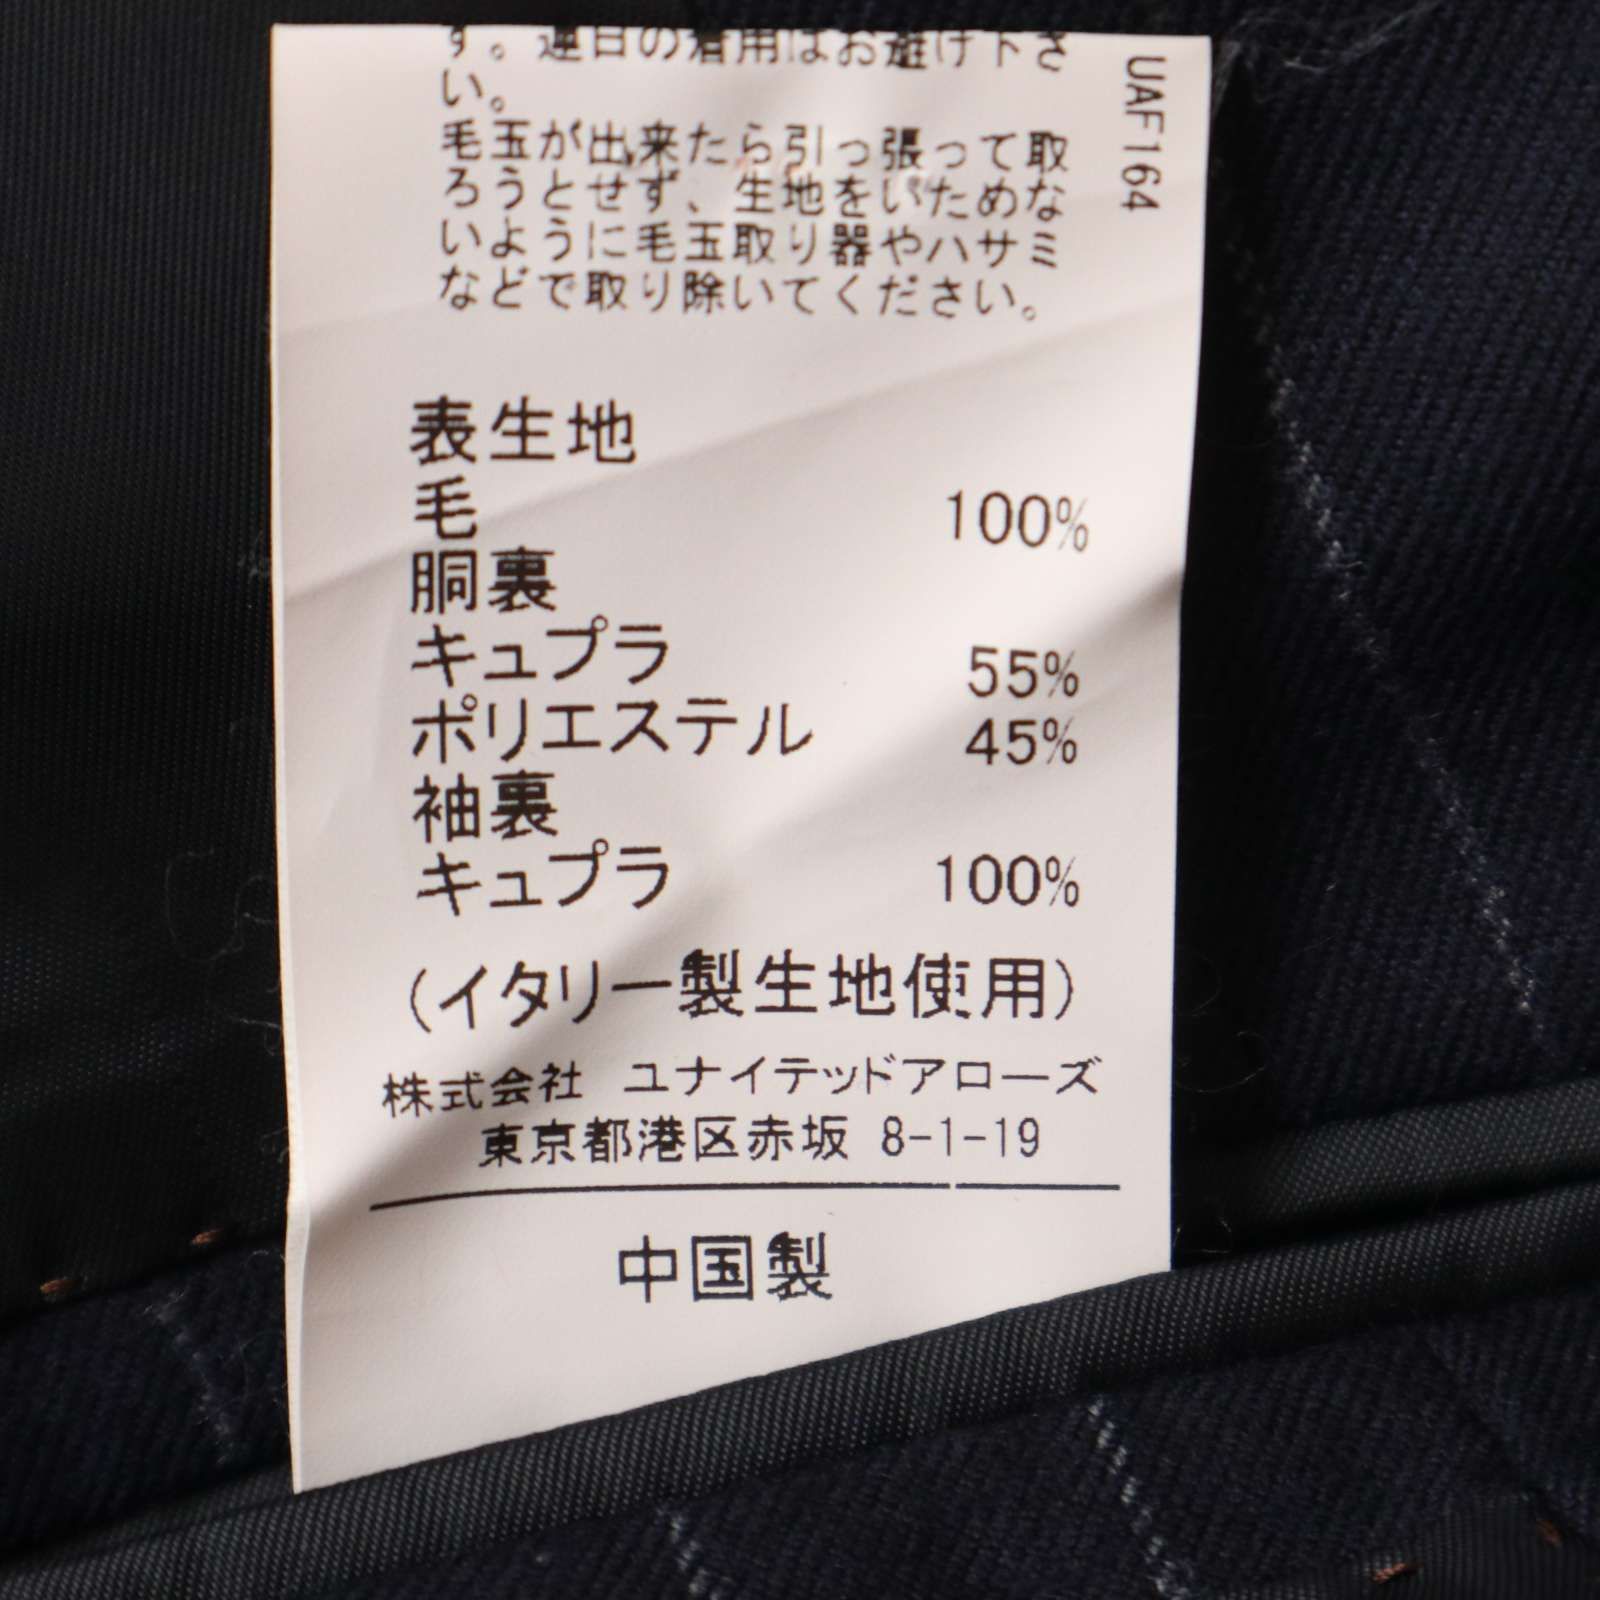 す。連日の着用はお避け下さ
い。
毛玉が出来たら引っ張って取
ろうとせず、生地をいためな
いように毛玉取り器やハサミ
などで取り除いてください。
UAF164
表生地
毛 100%
胴裏
キュプラ 55%
ポリエステル 45%
袖裏
キュプラ 100%
(イタリー製生地使用)
株式会社 ユナイテッドアローズ
東京都港区赤坂 8-1-19
中国製